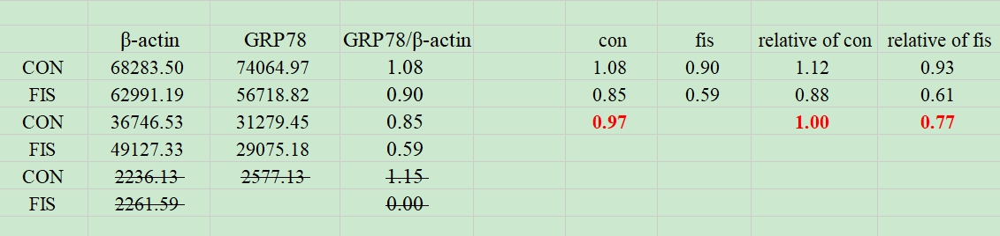 β-actin GRP78 GRP78/β-actin con fis relative of con relative of fis
CON 68283.50 74064.97 1.08 1.08 0.90 1.12 0.93
FIS 62991.19 56718.82 0.90 0.85 0.59 0.88 0.61
CON 36746.53 31279.45 0.85 0.97 1.00 0.77
FIS 49127.33 29075.18 0.59
CON 2236.13 2577.13 1.15
FIS 2261.59 0.00